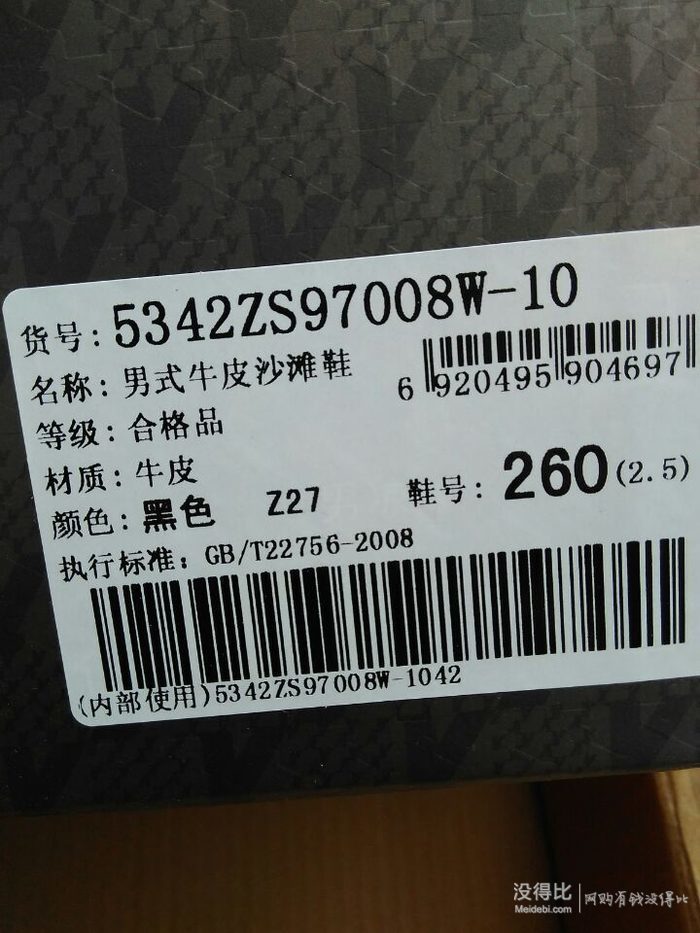 货号:5342ZS97008W-10
名称:男式牛皮沙滩鞋
6 920495 904697
等级:合格品
材质:牛皮
颜色:黑色 Z27 鞋号:260(2.5)
执行标准:GB/T22756-2008
(内部使用)5342ZS97008W-1042
没得比
Meidebi.com
网购有钱没得比